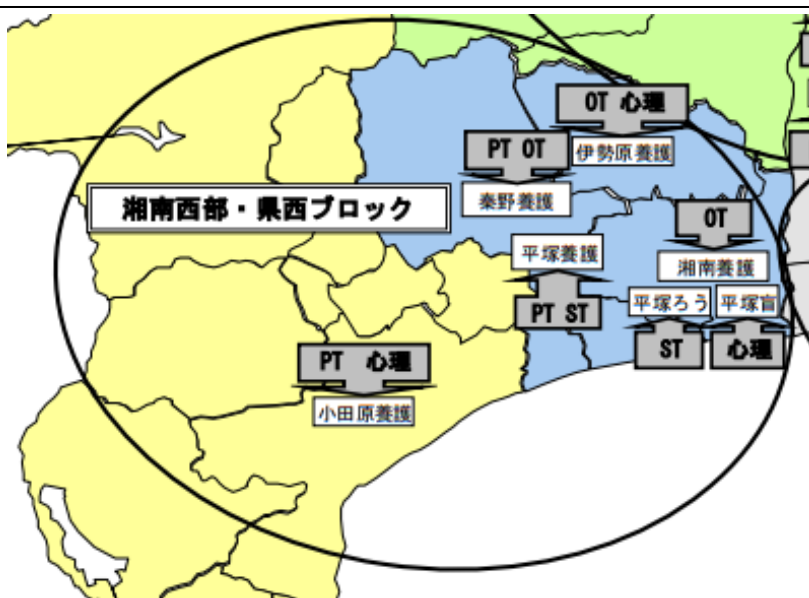 OT 心理
伊勢原養護
PT OT
秦野養護
湘南西部・県西ブロック
OT
湘南養護
平塚養護
PT ST
平塚ろう
平塚盲
ST
心理
PT 心理
小田原養護